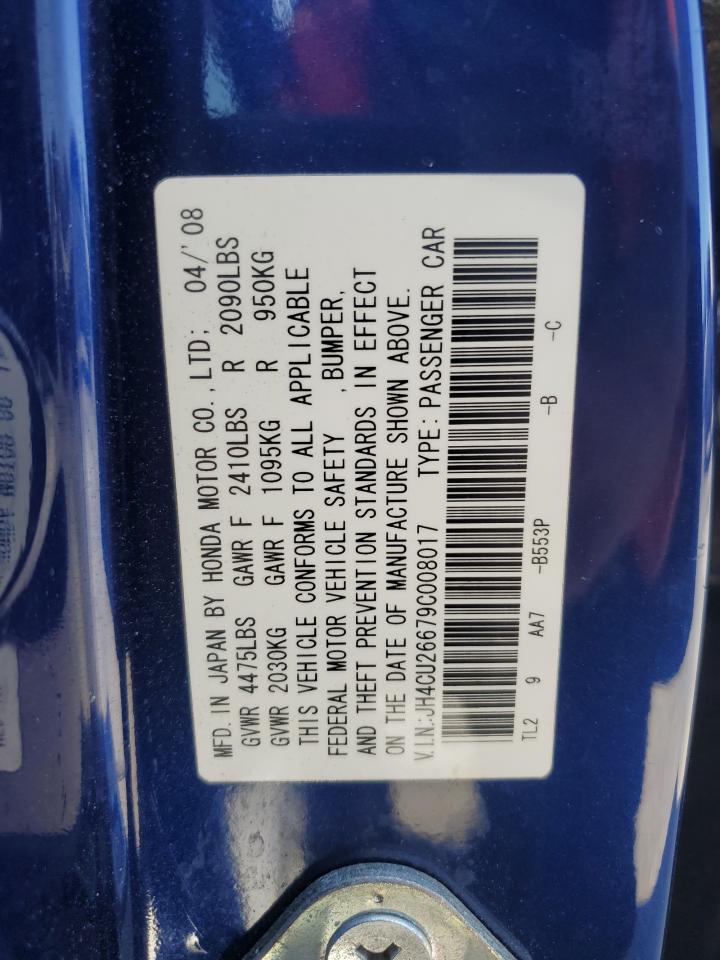 MFD. IN JAPAN BY HONDA MOTOR CO., LTD; 04/'08
GVWR 4475LBS GAWR F 2410LBS R 2090LBS
GVWR 2030KG GAWR F 1095KG R 950KG
THIS VEHICLE CONFORMS TO ALL APPLICABLE
FEDERAL MOTOR VEHICLE SAFETY , BUMPER,
AND THEFT PREVENTION STANDARDS IN EFFECT
ON THE DATE OF MANUFACTURE SHOWN ABOVE.
V.I.N.:JH4CU26679C008017 TYPE: PASSENGER CAR
TL2 9 AA7 -B553P -B -C